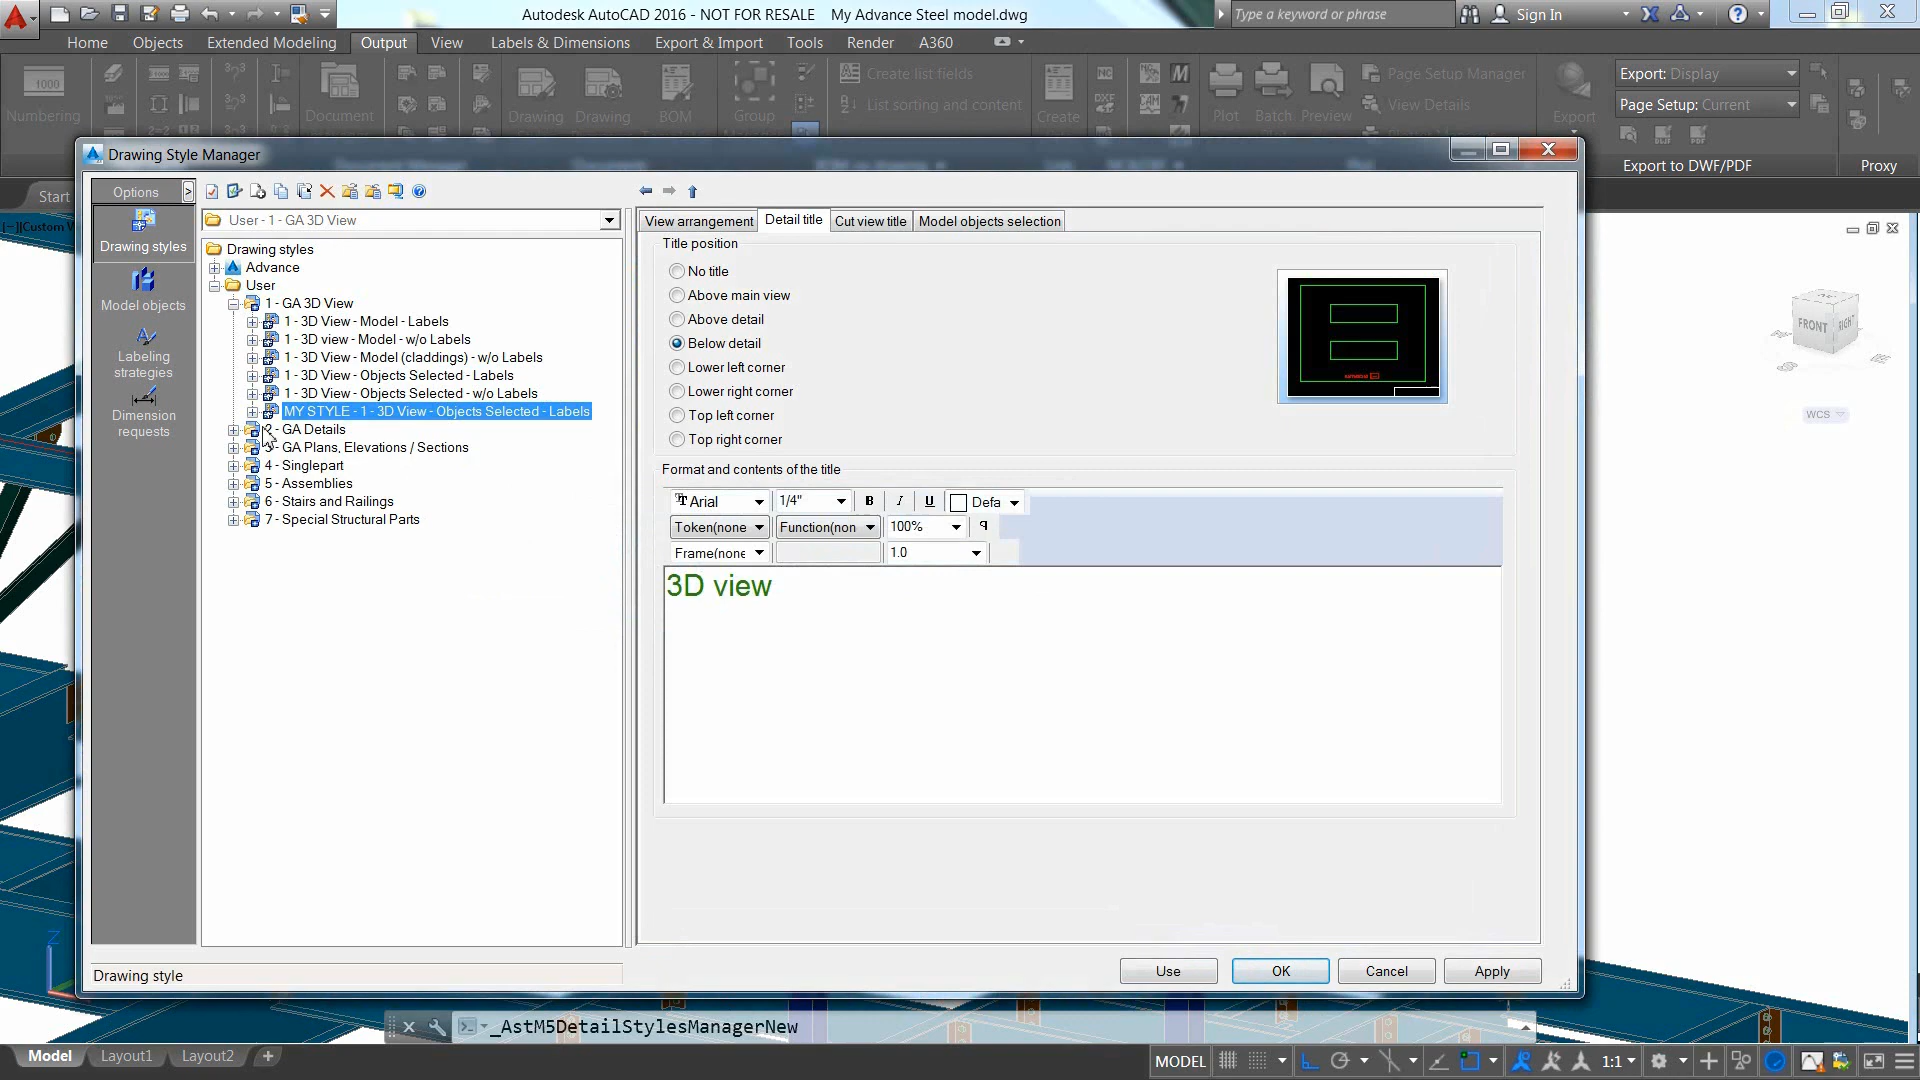 Autodesk AutoCAD 2016 - NOT FOR RESALE My Advance Steel model.dwg
Type a keyword or phrase
Sign In
Home Objects Extended Modeling Output View Labels & Dimensions Export & Import Tools Render A360
Create list fields
Page Setup Manager
Export: Display
List sorting and content
View Details
Page Setup: Current
Numbering Document Drawing Drawing BOM Group Create Plot Batch Preview Export
Export to DWF/PDF
Proxy
Start
Drawing Style Manager
Options
Drawing styles
Model objects
Labeling strategies
Dimension requests
User - 1 - GA 3D View
Drawing styles
Advance
User
1 - GA 3D View
1 - 3D View - Model - Labels
1 - 3D view - Model - w/o Labels
1 - 3D View - Model (claddings) - w/o Labels
1 - 3D View - Objects Selected - Labels
1 - 3D View - Objects Selected - w/o Labels
MY STYLE - 1 - 3D View - Objects Selected - Labels
2 - GA Details
3 - GA Plans, Elevations / Sections
4 - Singlepart
5 - Assemblies
6 - Stairs and Railings
7 - Special Structural Parts
View arrangement Detail title Cut view title Model objects selection
Title position
No title
Above main view
Above detail
Below detail
Lower left corner
Lower right corner
Top left corner
Top right corner
Format and contents of the title
Arial 1/4" B I U Defa
Token(none Function(non 100%
Frame(none 1.0
3D view
Use OK Cancel Apply
Drawing style
FRONT
RIGHT
WCS
_AstM5DetailStylesManagerNew
Model Layout1 Layout2 +
MODEL 1:1